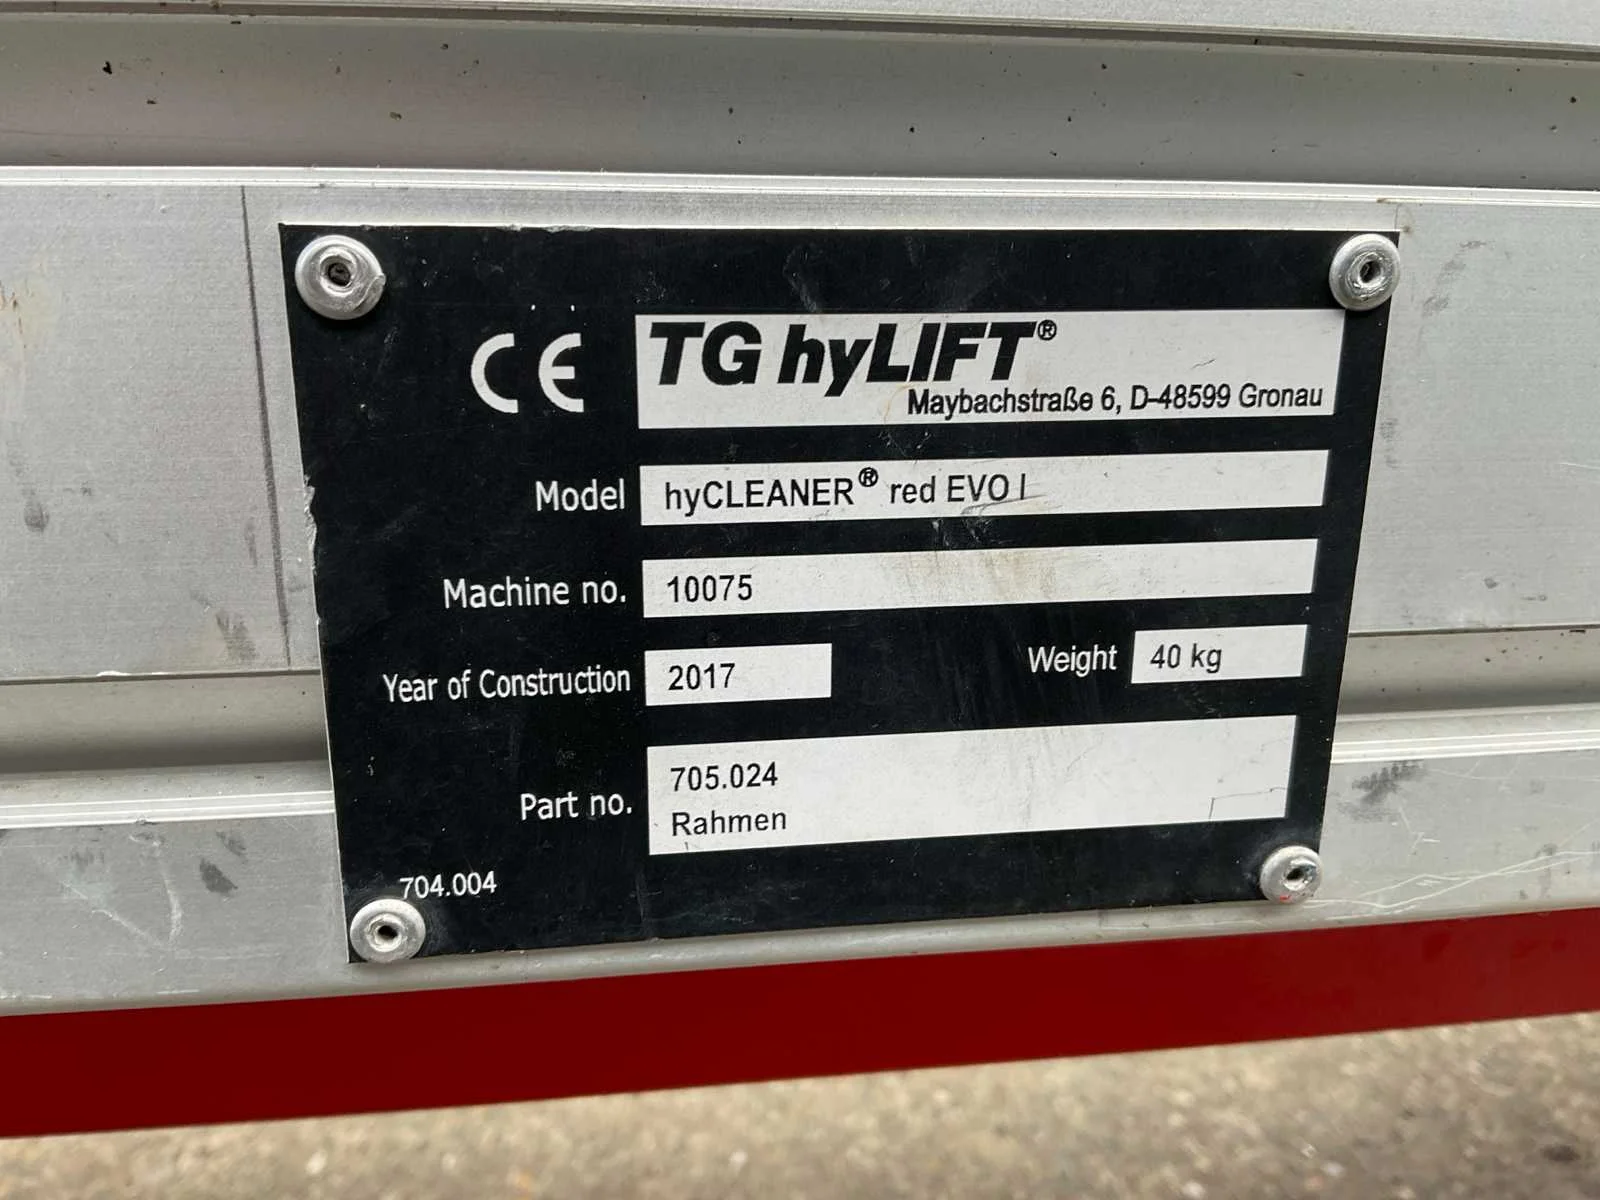 CE
TG hyLIFT®
Maybachstraße 6, D-48599 Gronau
Model hyCLEANER® red EVO I
Machine no. 10075
Year of Construction 2017 Weight 40 kg
Part no. 705.024
Rahmen
704.004